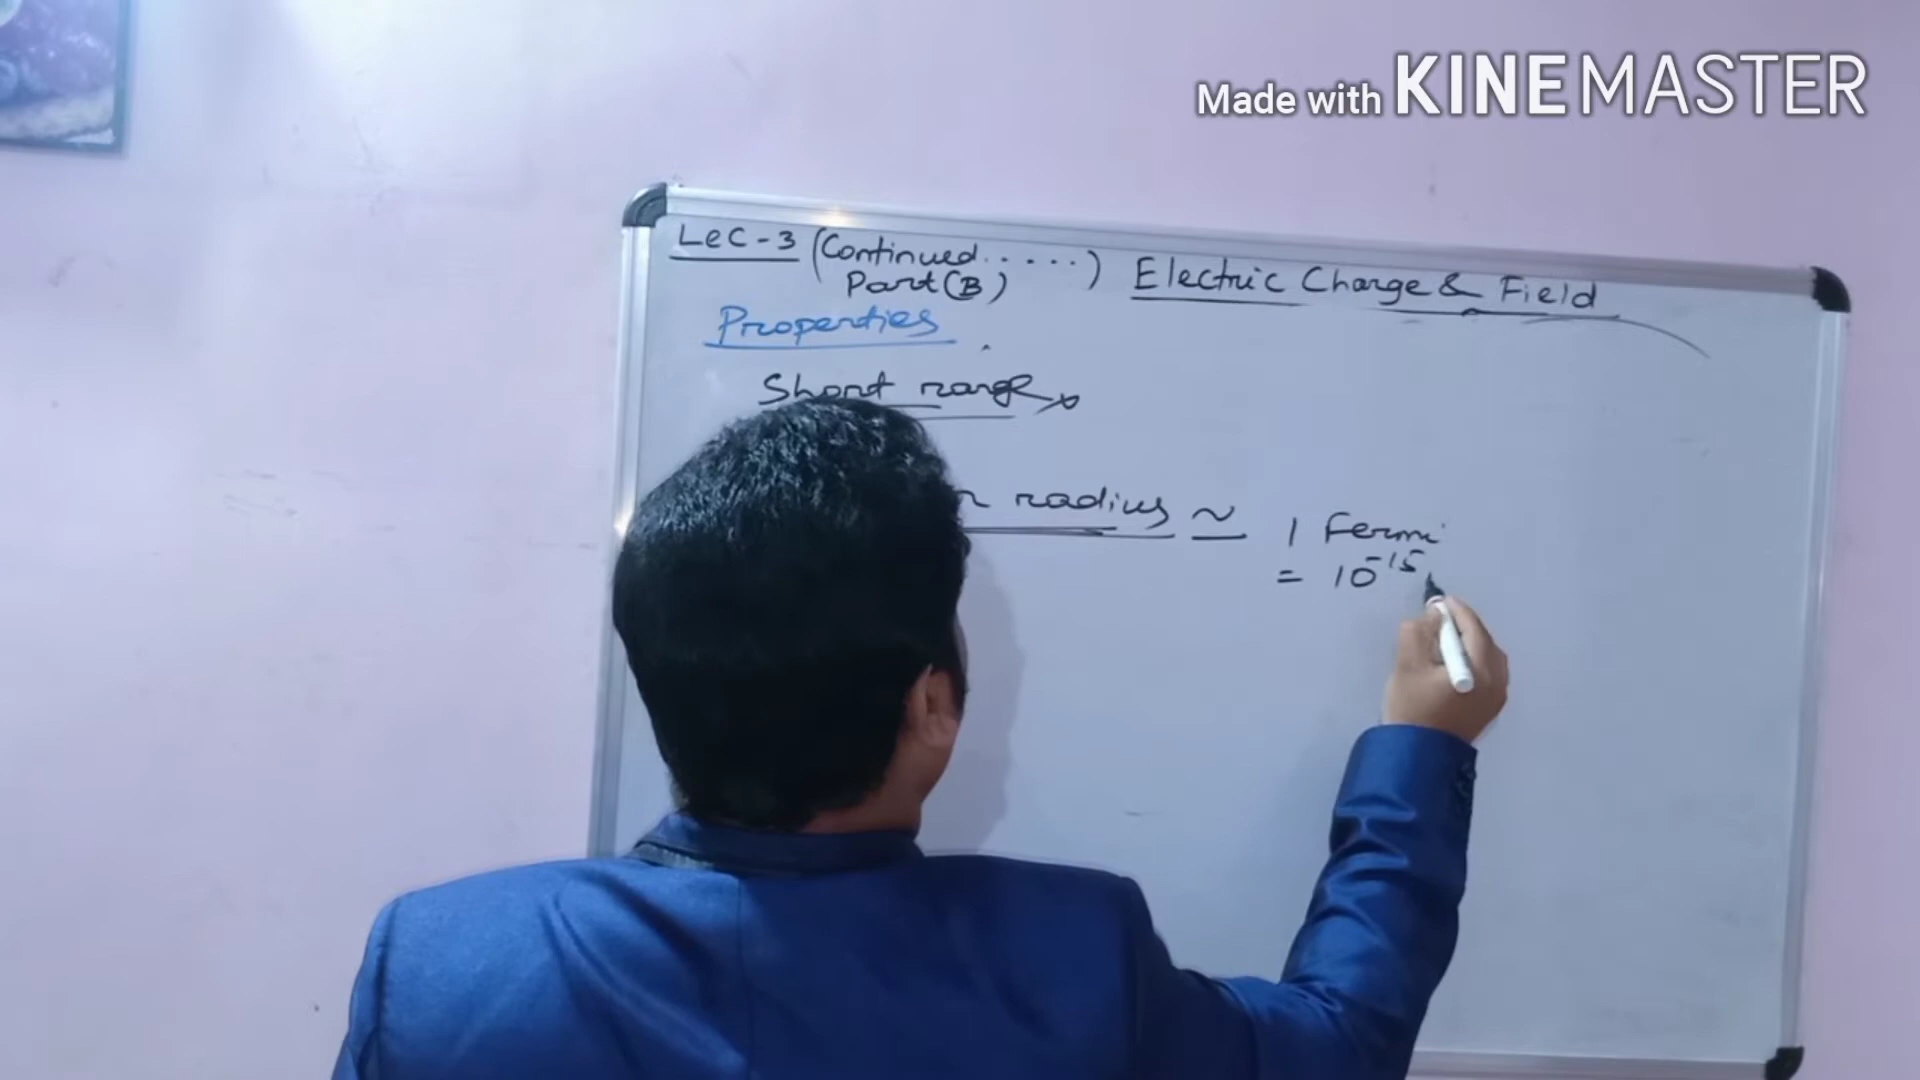 Made with KINEMASTER
Lec-3 (Continued.....) Electric Charge & Field
Part (B)
Properties
Short range
radius ≃ 1 Fermi
= 10⁻¹⁵